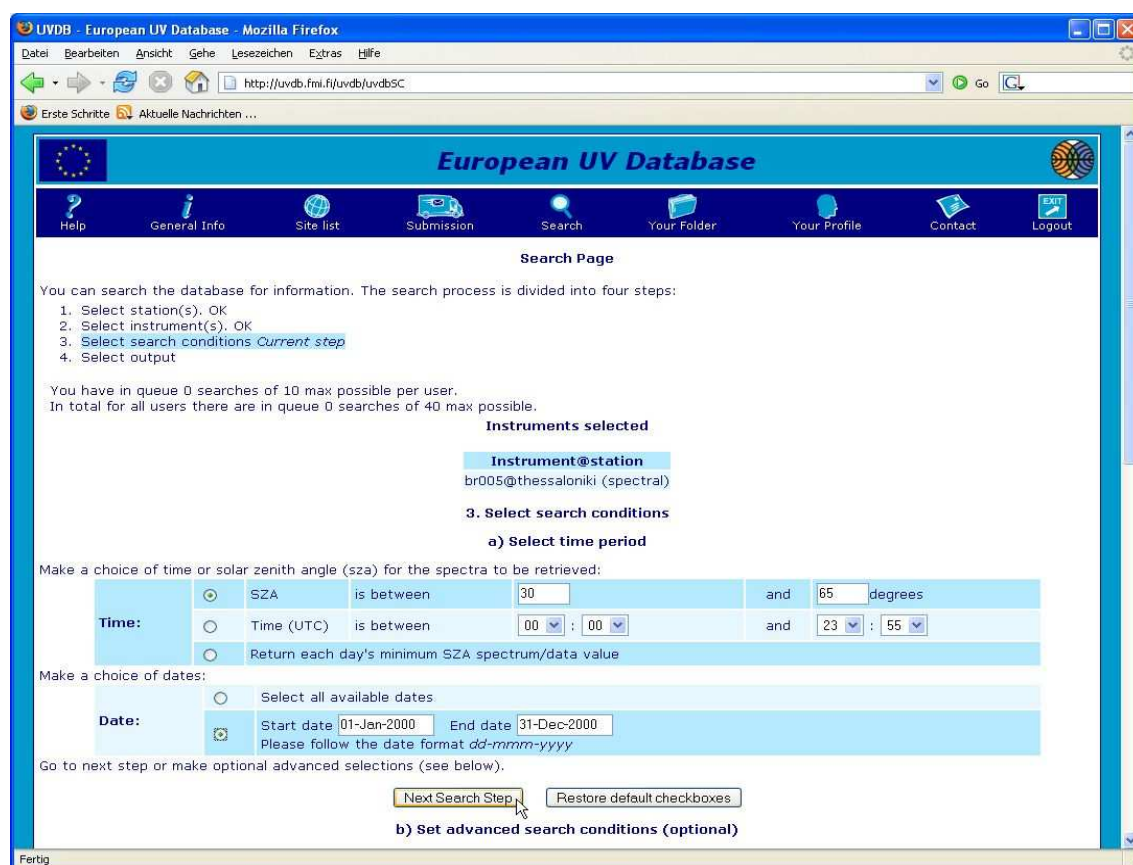 UVDB - European UV Database - Mozilla Firefox
Datei Bearbeiten Ansicht Gehe Lesezeichen Extras Hilfe
http://uvdb.fmi.fi/uvdb/uvdbSC Go G
Erste Schritte Aktuelle Nachrichten ...
European UV Database
Help General Info Site list Submission Search Your Folder Your Profile Contact EXIT Logout
Search Page
You can search the database for information. The search process is divided into four steps:
1. Select station(s). OK
2. Select instrument(s). OK
3. Select search conditions Current step
4. Select output
You have in queue 0 searches of 10 max possible per user.
In total for all users there are in queue 0 searches of 40 max possible.
Instruments selected
Instrument@station
br005@thessaloniki (spectral)
3. Select search conditions
a) Select time period
Make a choice of time or solar zenith angle (sza) for the spectra to be retrieved:
SZA is between 30 and 65 degrees
Time: Time (UTC) is between 00 : 00 and 23 : 55
Return each day's minimum SZA spectrum/data value
Make a choice of dates:
Select all available dates
Date: Start date 01-Jan-2000 End date 31-Dec-2000
Please follow the date format dd-mmm-yyyy
Go to next step or make optional advanced selections (see below).
Next Search Step Restore default checkboxes
b) Set advanced search conditions (optional)
Fertig